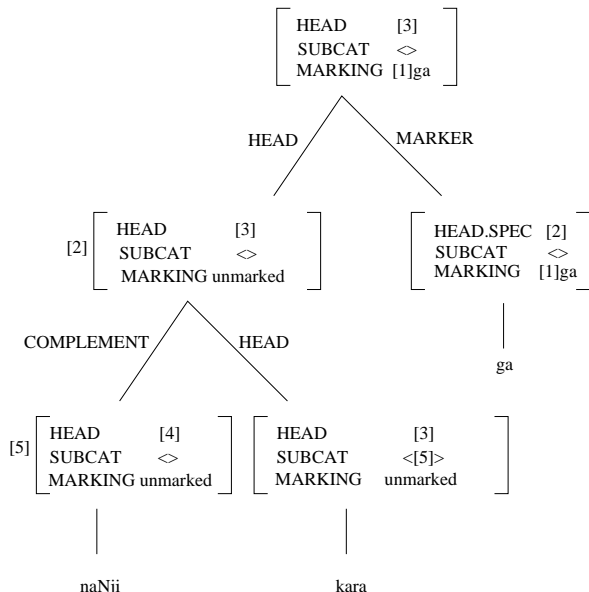 HEAD [3]
SUBCAT <>
MARKING [1]ga
HEAD MARKER
[2] HEAD [3]
SUBCAT <>
MARKING unmarked
HEAD.SPEC [2]
SUBCAT <>
MARKING [1]ga
COMPLEMENT HEAD
ga
[5] HEAD [4]
SUBCAT <>
MARKING unmarked
HEAD [3]
SUBCAT <[5]>
MARKING unmarked
naNji kara